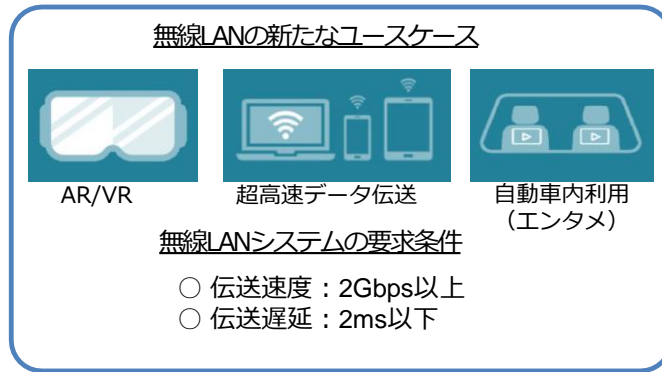 無線LANの新たなユースケース
AR/VR
超高速データ伝送
自動車内利用
（エンタメ）
無線LANシステムの要求条件
○ 伝送速度：2Gbps以上
○ 伝送遅延：2ms以下